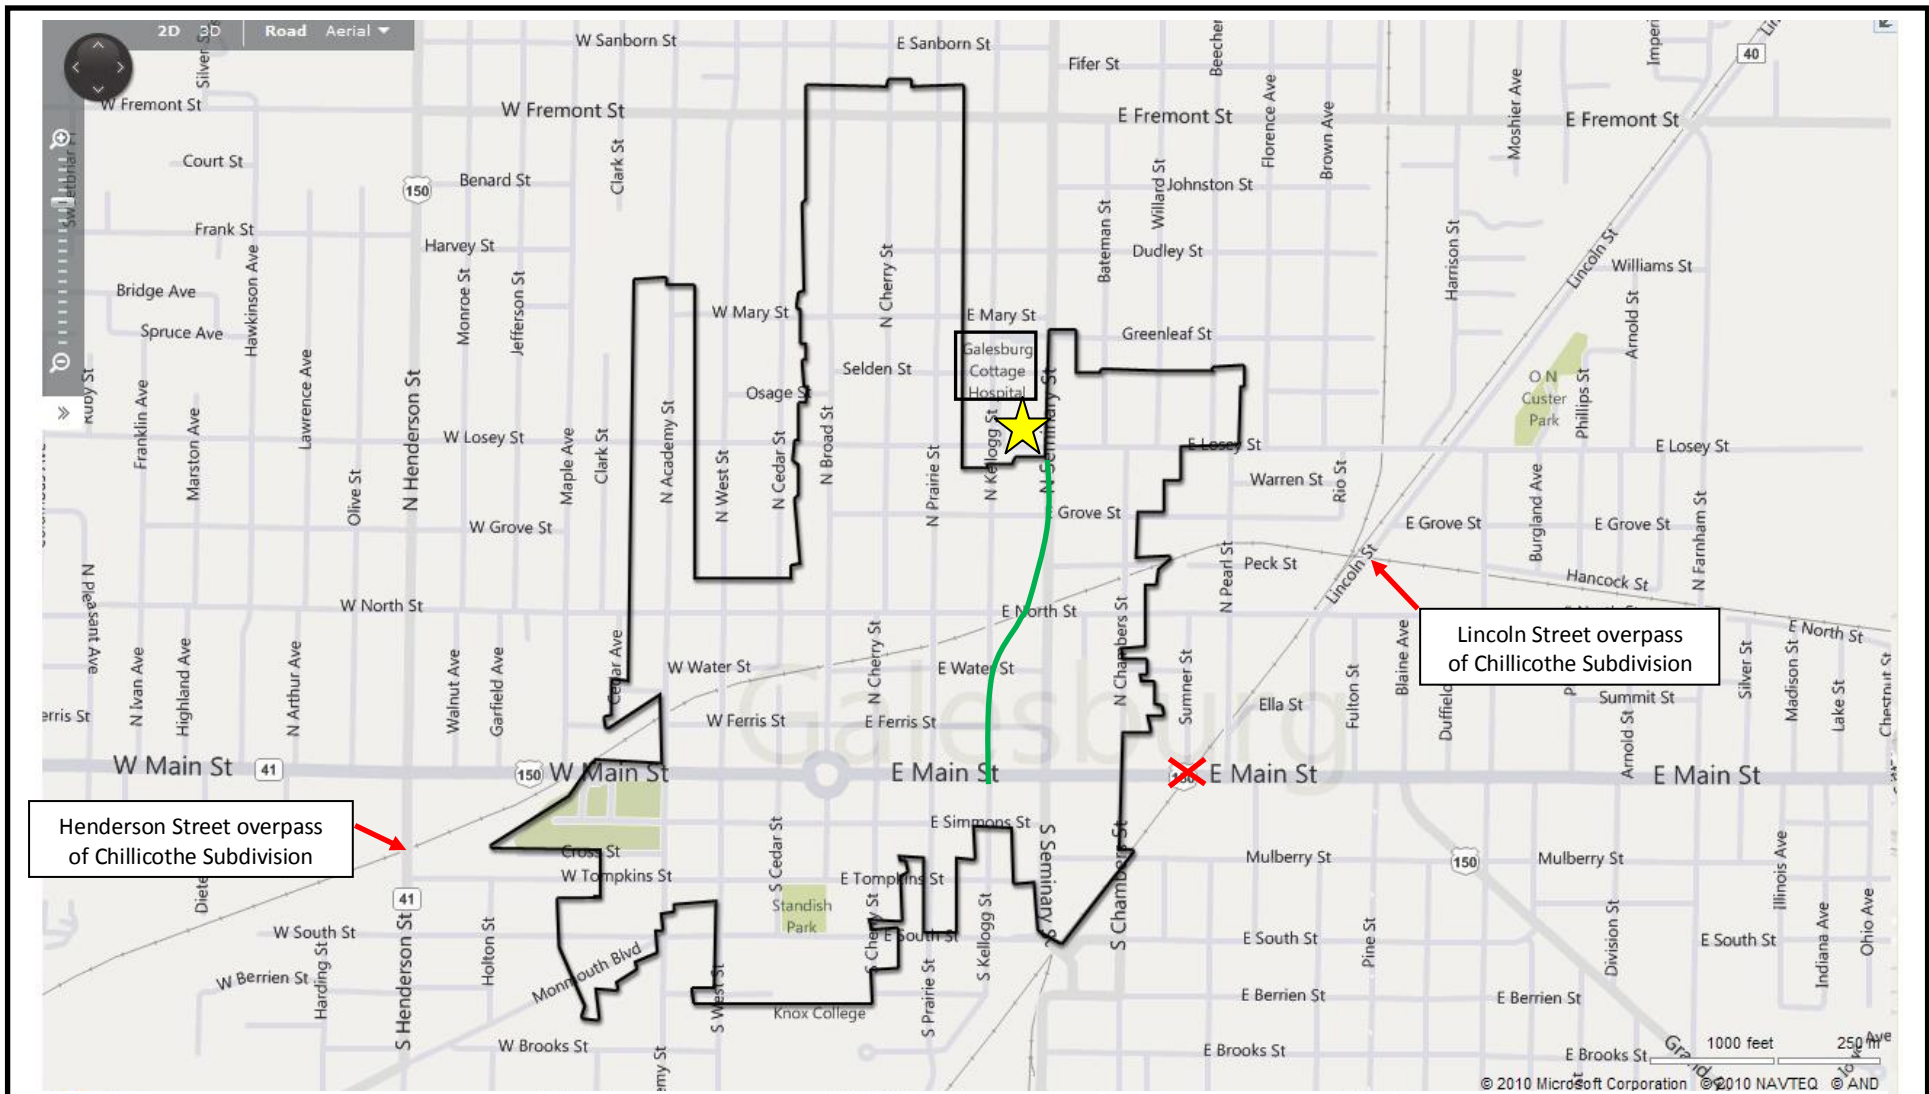 2D 3D Road Aerial
W Sanborn St
E Sanborn St
Fifer St
40
W Fremont St
W Fremont St
E Fremont St
E Fremont St
Silver St
Clark St
Beecher
Florence Ave
Brown Ave
Moshier Ave
Court St
Benard St
150
Johnston St
Willard St
Bateman St
Frank St
Harvey St
Dudley St
Harrison St
Lincoln St
Williams St
Hawkinson Ave
Bridge Ave
Spruce Ave
Monroe St
Jefferson St
W Mary St
N Cherry St
E Mary St
Greenleaf St
Arnold St
Galesburg
Cottage
Hospital
Selden St
Osage St
Custer
Park
Phillips St
Ruby St
Franklin Ave
Marston Ave
Lawrence Ave
Olive St
N Henderson St
W Losey St
Maple Ave
Clark St
N Academy St
N West St
N Cedar St
N Broad St
N Prairie St
N Kellogg St
N Seminary St
E Losey St
E Losey St
Warren St
Rio St
W Grove St
Grove St
E Grove St
Burgland Ave
E Grove St
N Farnham St
Peck St
N Pearl St
Lincoln St
Hancock St
N Pleasant Ave
W North St
E North St
E North St
N Chambers St
Lincoln Street overpass
of Chillicothe Subdivision
N Ivan Ave
Highland Ave
N Arthur Ave
Walnut Ave
Garfield Ave
Cedar Ave
W Water St
N Cherry St
E Water St
Sumner St
Fulton St
Blaine Ave
Duffield
Summit St
Silver St
Madison St
Lake St
Chestnut St
erris St
W Ferris St
E Ferris St
Ella St
Arnold St
Galesburg
W Main St
41
150
W Main St
E Main St
150
E Main St
E Main St
Henderson Street overpass
of Chillicothe Subdivision
E Simmons St
Cross St
W Tompkins St
S Cedar St
E Tompkins St
S Seminary St
S Chambers St
Mulberry St
150
Mulberry St
Illinois Ave
41
Standish
Park
S Cherry St
W South St
E South St
S Kellogg St
E South St
Pine St
Division St
E South St
Indiana Ave
Ohio Ave
W Berrien St
Harding St
S Henderson St
Holton St
Monmouth Blvd
S West St
Knox College
S Prairie St
E Berrien St
E Berrien St
W Brooks St
E Brooks St
E Brooks St
1000 feet
250 m
© 2010 Microsoft Corporation © 2010 NAVTEQ © AND